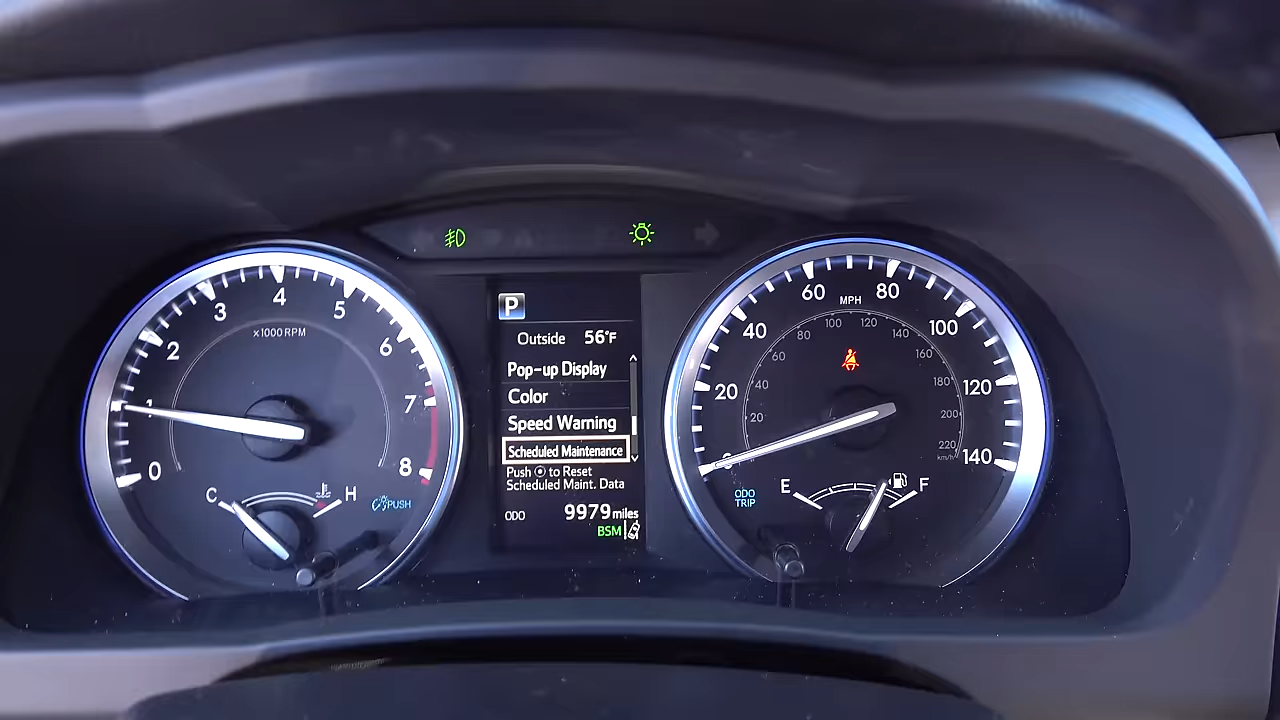 ×1000 RPM
0
1
2
3
4
5
6
7
8
C
H
PUSH
P
Outside 56°F
Pop-up Display
Color
Speed Warning
Scheduled Maintenance
Push to Reset
Scheduled Maint. Data
ODO 9979 miles
BSM
MPH
0
20
40
60
80
100
120
140
20
40
60
80
100
120
140
160
180
200
220
km/h
ODO
TRIP
E
F